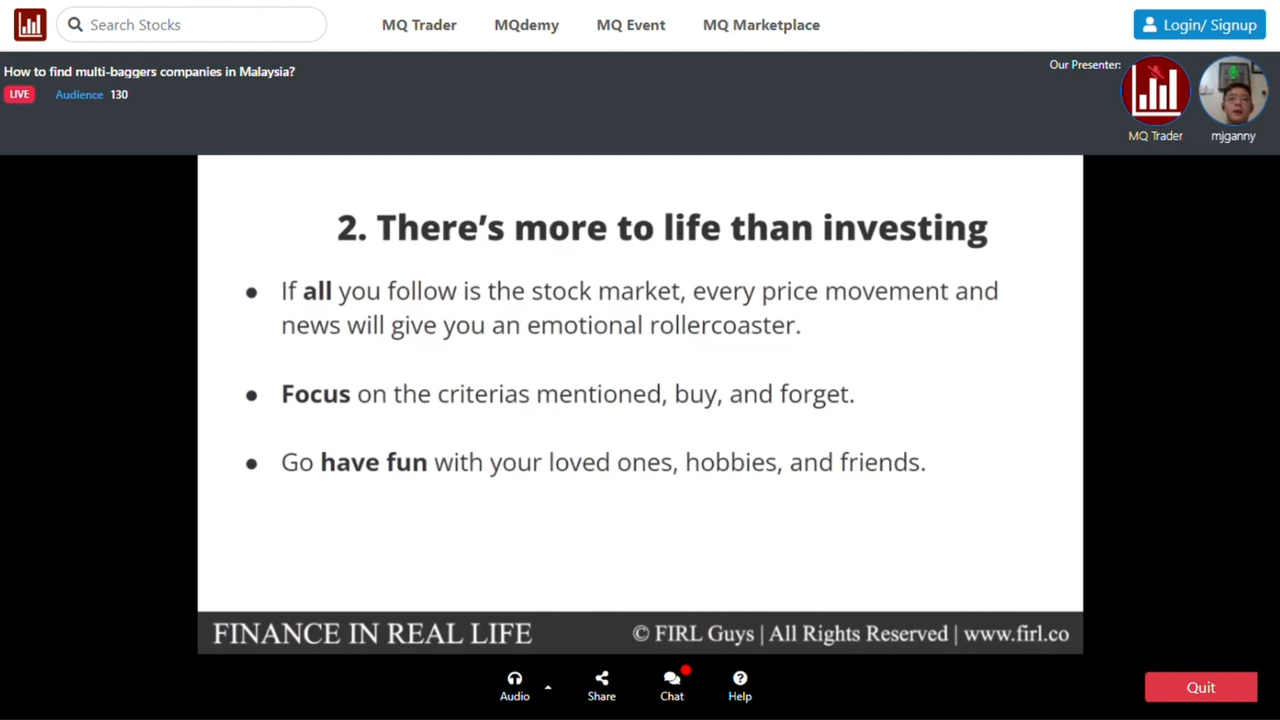 Search Stocks
MQ Trader
MQdemy
MQ Event
MQ Marketplace
Login/ Signup
How to find multi-baggers companies in Malaysia?
Our Presenter:
LIVE
Audience 130
MQ Trader
mjganny
2. There's more to life than investing
● If all you follow is the stock market, every price movement and
news will give you an emotional rollercoaster.
● Focus on the criterias mentioned, buy, and forget.
● Go have fun with your loved ones, hobbies, and friends.
FINANCE IN REAL LIFE
© FIRL Guys | All Rights Reserved | www.firl.co
Audio
Share
Chat
Help
Quit